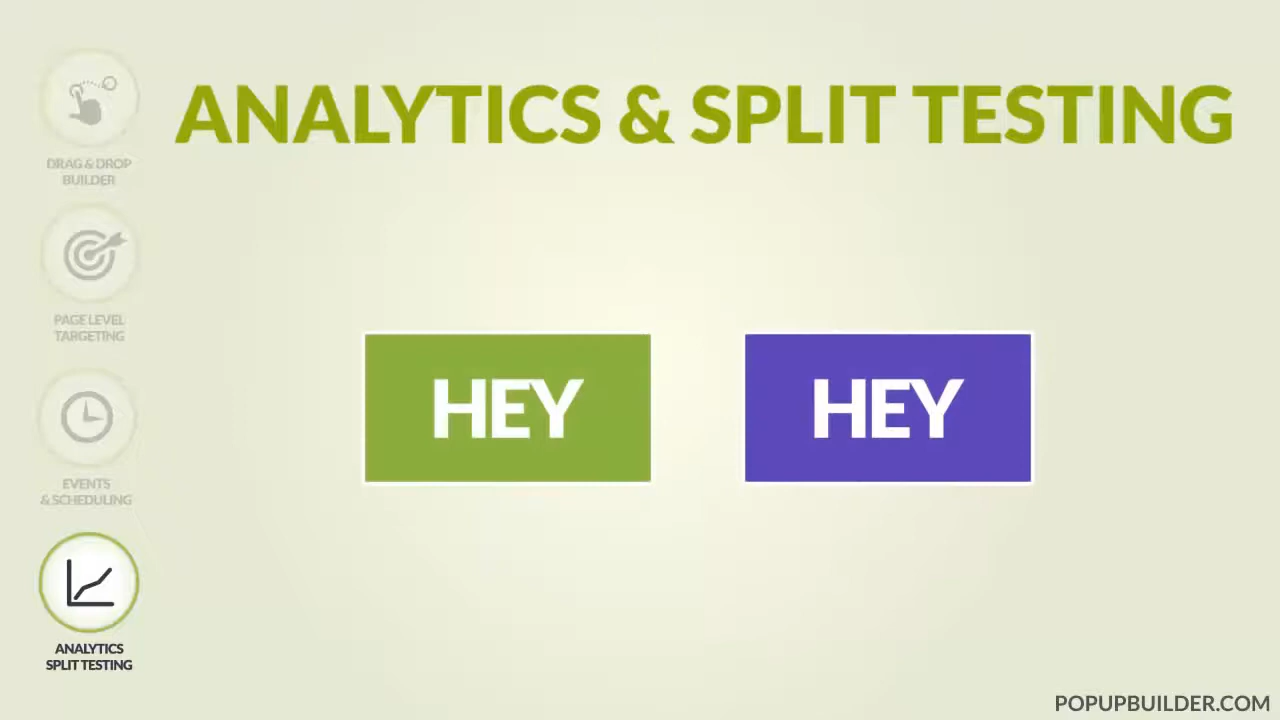 ANALYTICS & SPLIT TESTING
DRAG & DROP
BUILDER
PAGE LEVEL
TARGETING
EVENTS
& SCHEDULING
ANALYTICS
SPLIT TESTING
HEY
HEY
POPUPBUILDER.COM